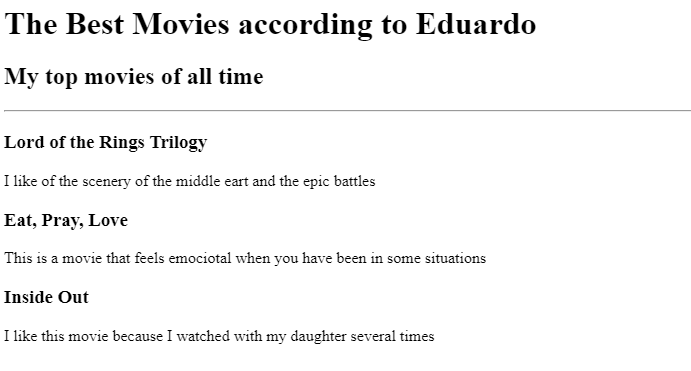 The Best Movies according to Eduardo
My top movies of all time
Lord of the Rings Trilogy
I like of the scenery of the middle eart and the epic battles
Eat, Pray, Love
This is a movie that feels emociotal when you have been in some situations
Inside Out
I like this movie because I watched with my daughter several times